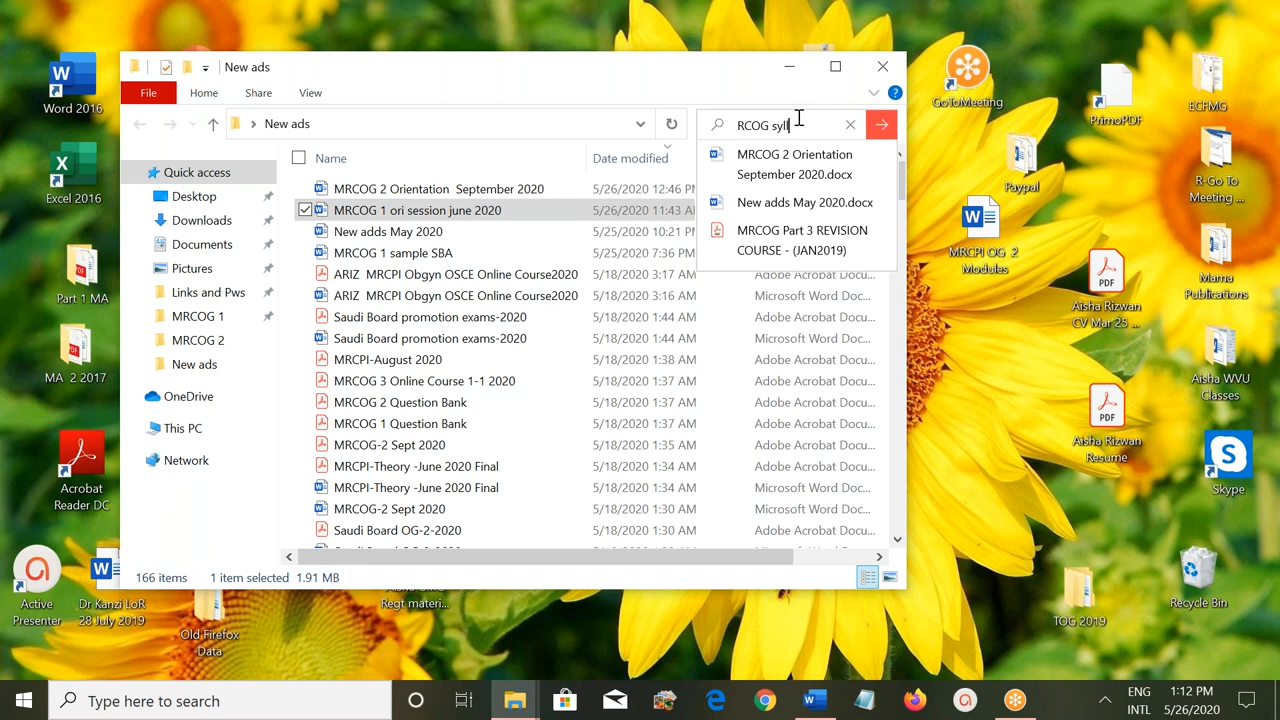 New ads
File
Home
Share
View
New ads
RCOG syll
MRCOG 2 Orientation
September 2020.docx
New adds May 2020.docx
MRCOG Part 3 REVISION
COURSE - (JAN2019)
Quick access
Desktop
Downloads
Documents
Pictures
Links and Pws
MRCOG 1
MRCOG 2
New ads
OneDrive
This PC
Network
Name
Date modified
MRCOG 2 Orientation September 2020 5/26/2020 12:46 PM
MRCOG 1 ori session june 2020 5/26/2020 11:43 A
New adds May 2020 5/25/2020 10:21 P
MRCOG 1 sample SBA 5/25/2020 7:36 PM
ARIZ MRCPI Obgyn OSCE Online Course2020 5/18/2020 3:17 AM Adobe Acrobat Docu...
ARIZ MRCPI Obgyn OSCE Online Course2020 5/18/2020 3:16 AM Microsoft Word Doc...
Saudi Board promotion exams-2020 5/18/2020 1:44 AM Adobe Acrobat Docu...
Saudi Board promotion exams-2020 5/18/2020 1:44 AM Microsoft Word Doc...
MRCPI-August 2020 5/18/2020 1:38 AM Adobe Acrobat Docu...
MRCOG 3 Online Course 1-1 2020 5/18/2020 1:37 AM Adobe Acrobat Docu...
MRCOG 2 Question Bank 5/18/2020 1:37 AM Adobe Acrobat Docu...
MRCOG 1 Question Bank 5/18/2020 1:37 AM Adobe Acrobat Docu...
MRCOG-2 Sept 2020 5/18/2020 1:35 AM Adobe Acrobat Docu...
MRCPI-Theory -June 2020 Final 5/18/2020 1:34 AM Adobe Acrobat Docu...
MRCPI-Theory -June 2020 Final 5/18/2020 1:34 AM Microsoft Word Doc...
MRCOG-2 Sept 2020 5/18/2020 1:30 AM Microsoft Word Doc...
Saudi Board OG-2-2020 5/18/2020 1:30 AM Adobe Acrobat Docu...
166 items 1 item selected 1.91 MB
Word 2016
Excel 2016
Part 1 MA
MA 2 2017
Acrobat
Reader DC
Active
Presenter
Dr Kanzi LoR
28 July 2019
Old Firefox
Data
Regt materi...
GoToMeeting
PrimoPDF
ECFMG
Paypal
R-Go To
Meeting ...
MRCPI OG 2
Modules
PDF
Aisha Rizwan
CV Mar 25 ...
Mama
Publications
Aisha WVU
Classes
PDF
Aisha Rizwan
Resume
Skype
TOG 2019
Recycle Bin
Type here to search
ENG
INTL
1:12 PM
5/26/2020